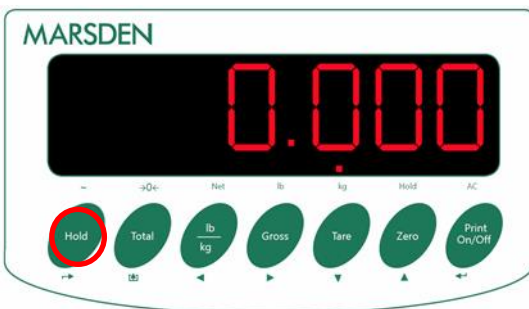 MARSDEN
0.000
~ →0← Net lb kg Hold AC
Hold Total lb/kg Gross Tare Zero Print On/Off